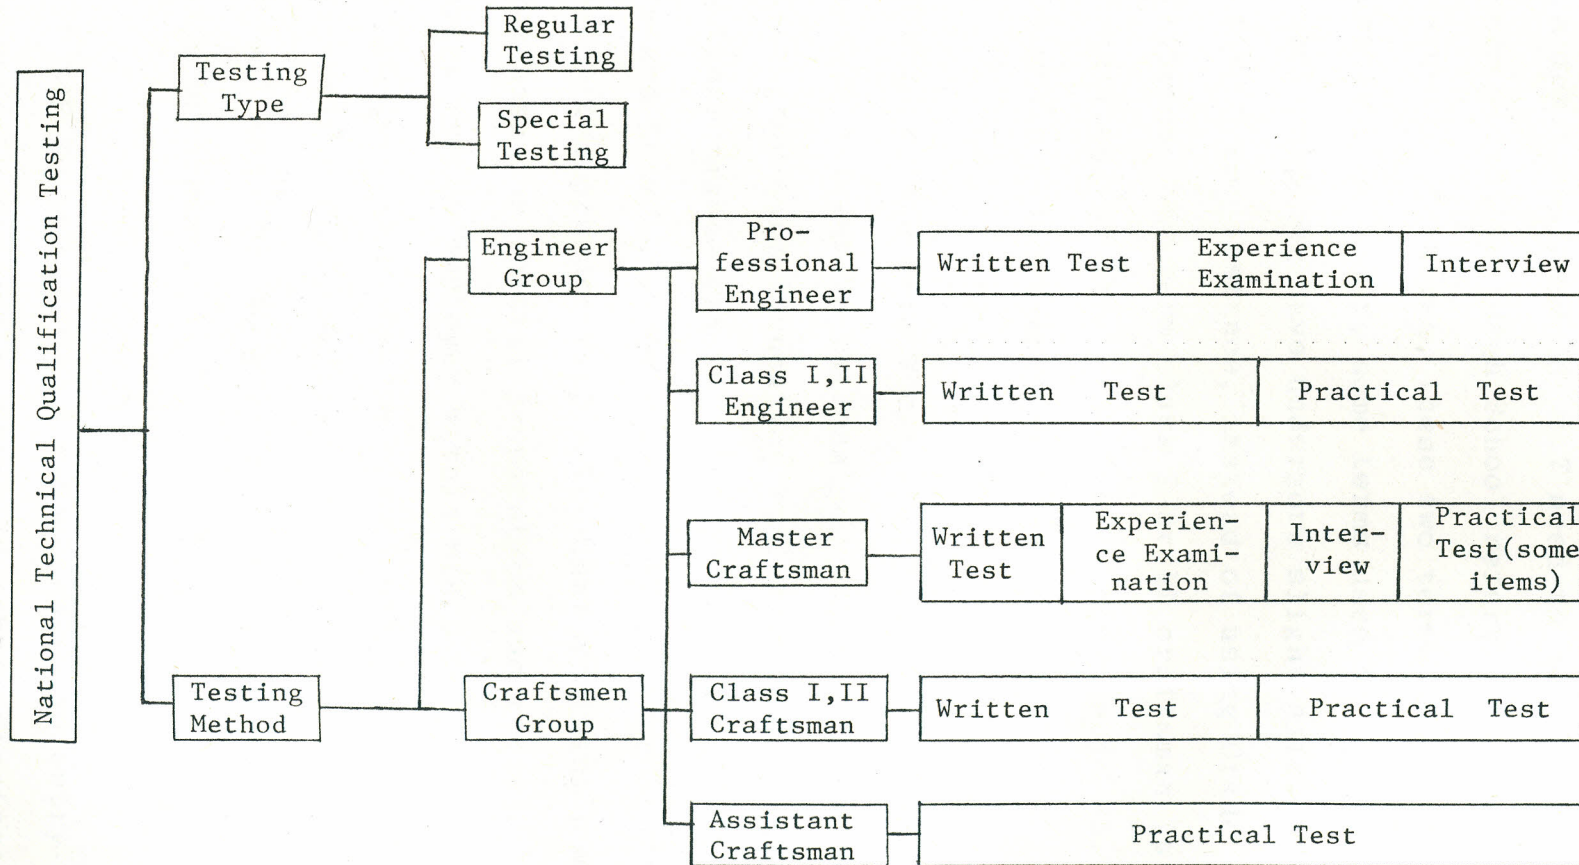 National Technical Qualification Testing
Testing
Type
Regular
Testing
Special
Testing
Testing
Method
Engineer
Group
Craftsmen
Group
Pro-
fessional
Engineer
Written Test
Experience
Examination
Interview
Class I,II
Engineer
Written Test
Practical Test
Master
Craftsman
Written
Test
Experien-
ce Exami-
nation
Inter-
view
Practical
Test(some
items)
Class I,II
Craftsman
Written Test
Practical Test
Assistant
Craftsman
Practical Test